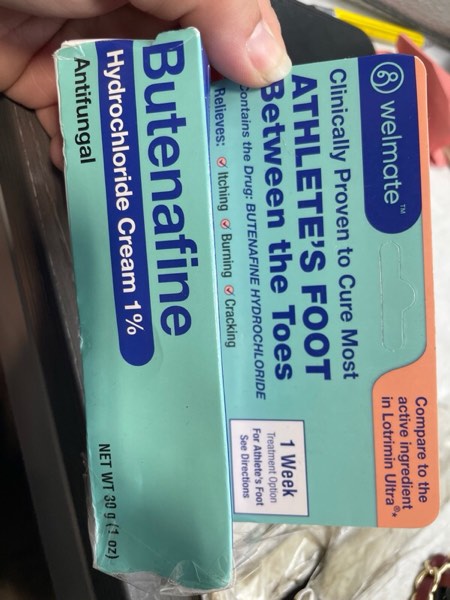 welmate™
Compare to the
active ingredient
in Lotrimin Ultra®*
Clinically Proven to Cure Most
ATHLETE'S FOOT
Between the Toes
Contains the Drug: BUTENAFINE HYDROCHLORIDE
Relieves: Itching Burning Cracking
1 Week
Treatment Option
For Athlete's Foot
See Directions
Butenafine
Hydrochloride Cream 1%
Antifungal
NET WT 30 g (1 oz)